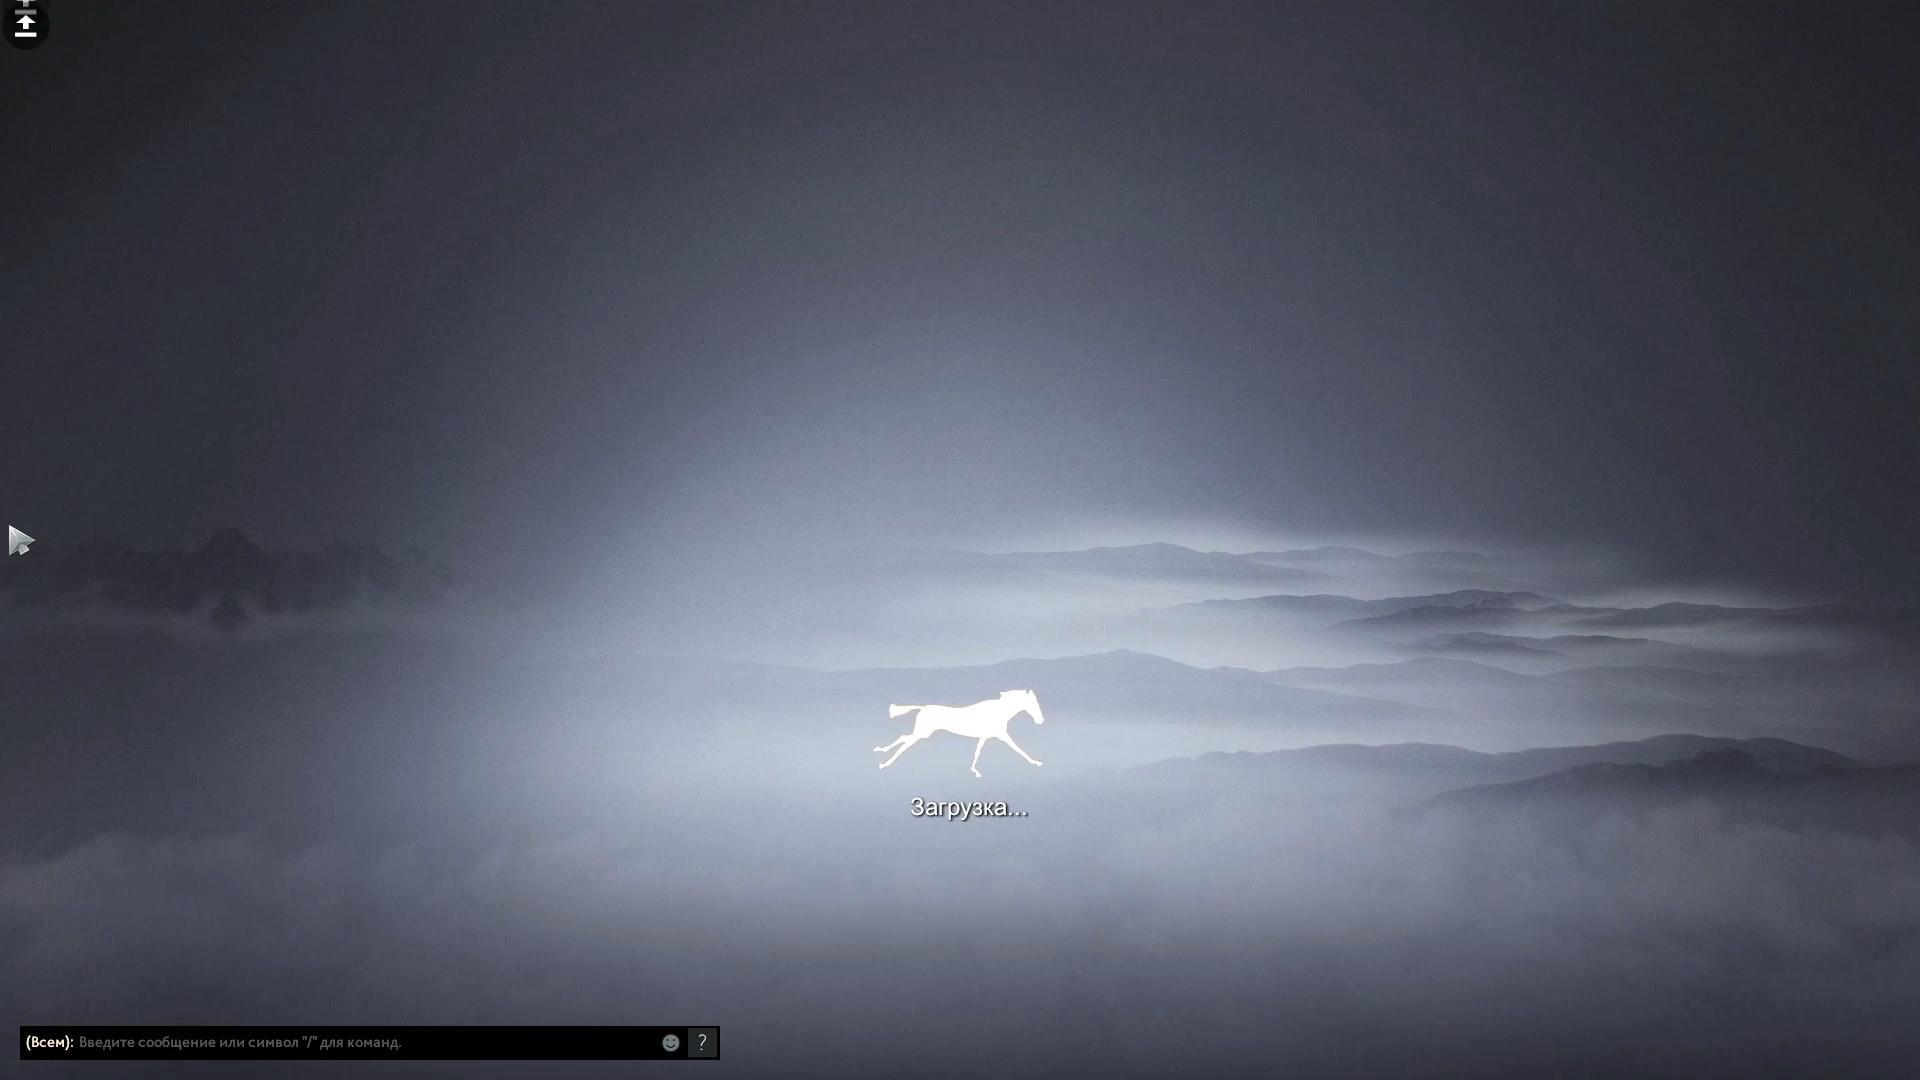 Загрузка...
(Всем): Введите сообщение или символ "/" для команд.
?